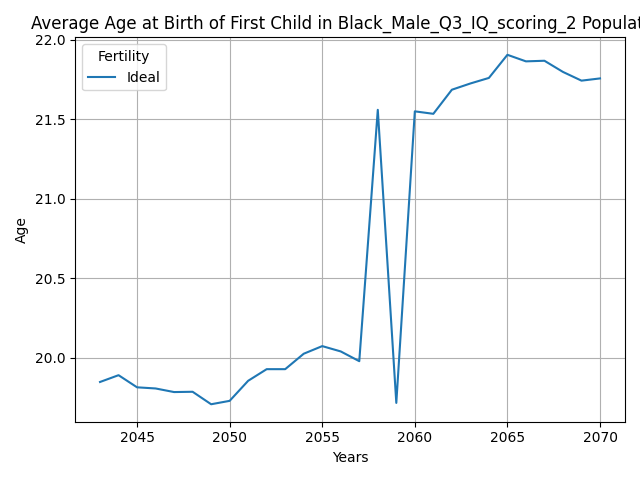 Average Age at Birth of First Child in Black_Male_Q3_IQ_scoring_2 Populat
Fertility
Ideal
22.0
21.5
21.0
20.5
20.0
Age
2045 2050 2055 2060 2065 2070
Years